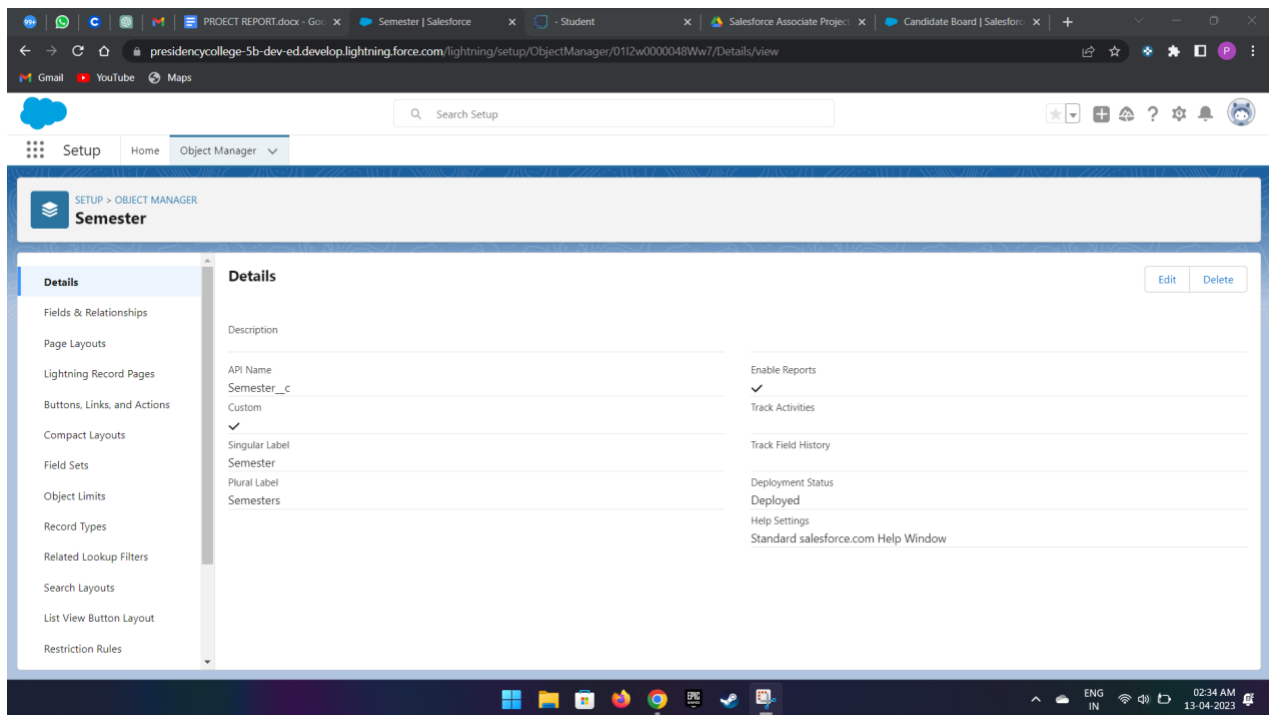 99+
PROECT REPORT.docx - Goo
Semester | Salesforce
- Student
Salesforce Associate Project
Candidate Board | Salesforc
presidencycollege-5b-dev-ed.develop.lightning.force.com/lightning/setup/ObjectManager/01I2w0000048Ww7/Details/view
P
Gmail
YouTube
Maps
Search Setup
Setup
Home
Object Manager
SETUP > OBJECT MANAGER
Semester
Details
Fields & Relationships
Page Layouts
Lightning Record Pages
Buttons, Links, and Actions
Compact Layouts
Field Sets
Object Limits
Record Types
Related Lookup Filters
Search Layouts
List View Button Layout
Restriction Rules
Details
Edit
Delete
Description
API Name
Semester__c
Custom
Singular Label
Semester
Plural Label
Semesters
Enable Reports
Track Activities
Track Field History
Deployment Status
Deployed
Help Settings
Standard salesforce.com Help Window
EPIC
ENG
IN
02:34 AM
13-04-2023